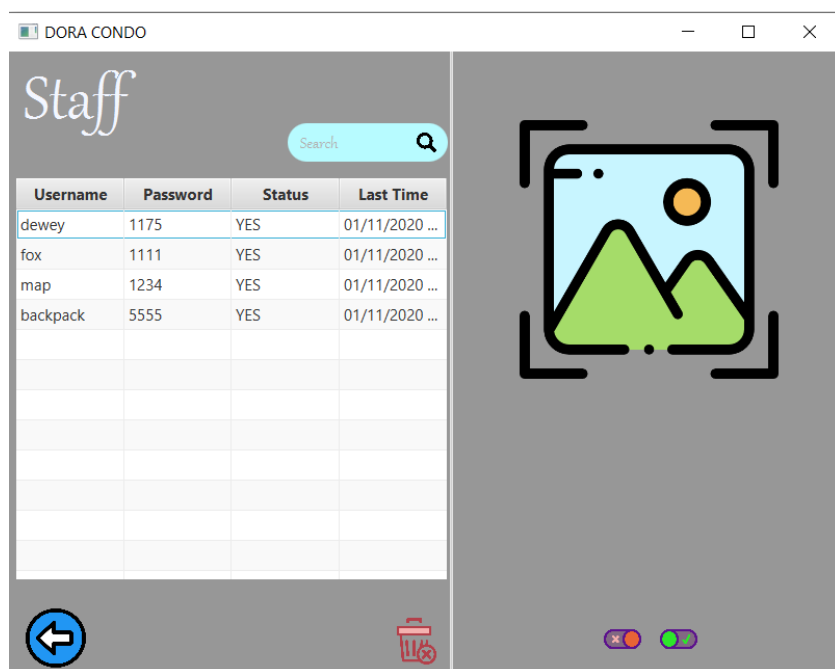 DORA CONDO
Staff
Search
Username Password Status Last Time
dewey 1175 YES 01/11/2020 ...
fox 1111 YES 01/11/2020 ...
map 1234 YES 01/11/2020 ...
backpack 5555 YES 01/11/2020 ...